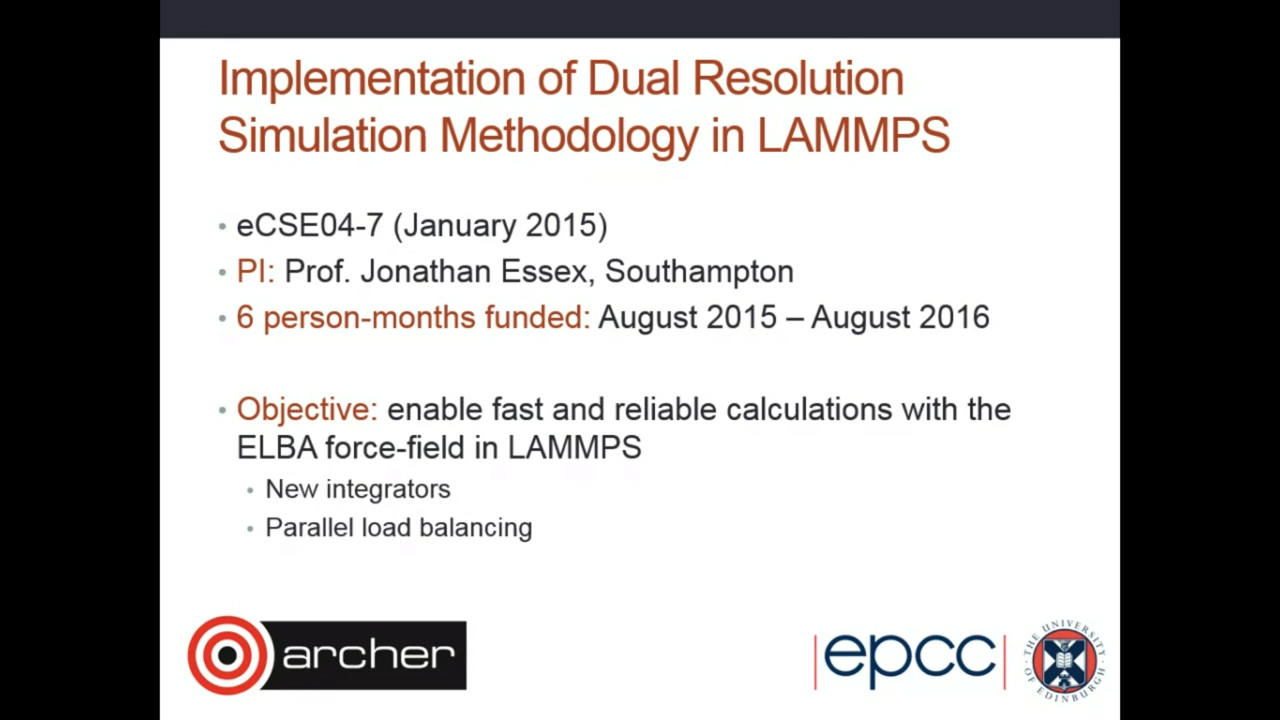 Implementation of Dual Resolution
Simulation Methodology in LAMMPS
• eCSE04-7 (January 2015)
• PI: Prof. Jonathan Essex, Southampton
• 6 person-months funded: August 2015 – August 2016
• Objective: enable fast and reliable calculations with the
ELBA force-field in LAMMPS
• New integrators
• Parallel load balancing
archer
epcc
THE UNIVERSITY
OF EDINBURGH